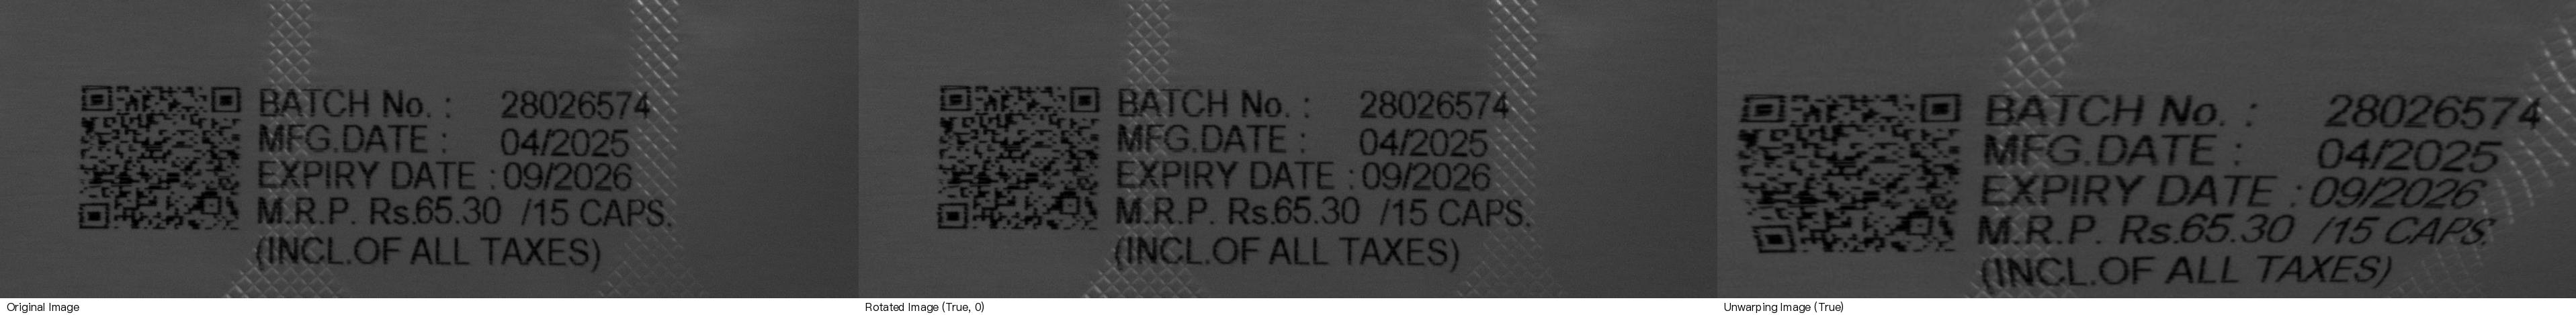 BATCH No. : 28026574
MFG.DATE : 04/2025
EXPIRY DATE : 09/2026
M.R.P. Rs.65.30 /15 CAPS.
(INCL.OF ALL TAXES)
Original Image
BATCH No. : 28026574
MFG.DATE : 04/2025
EXPIRY DATE : 09/2026
M.R.P. Rs.65.30 /15 CAPS.
(INCL.OF ALL TAXES)
Rotated Image (True, 0)
BATCH No. : 28026574
MFG.DATE : 04/2025
EXPIRY DATE : 09/2026
M.R.P. Rs.65.30 /15 CAPS.
(INCL.OF ALL TAXES)
Unwarping Image (True)